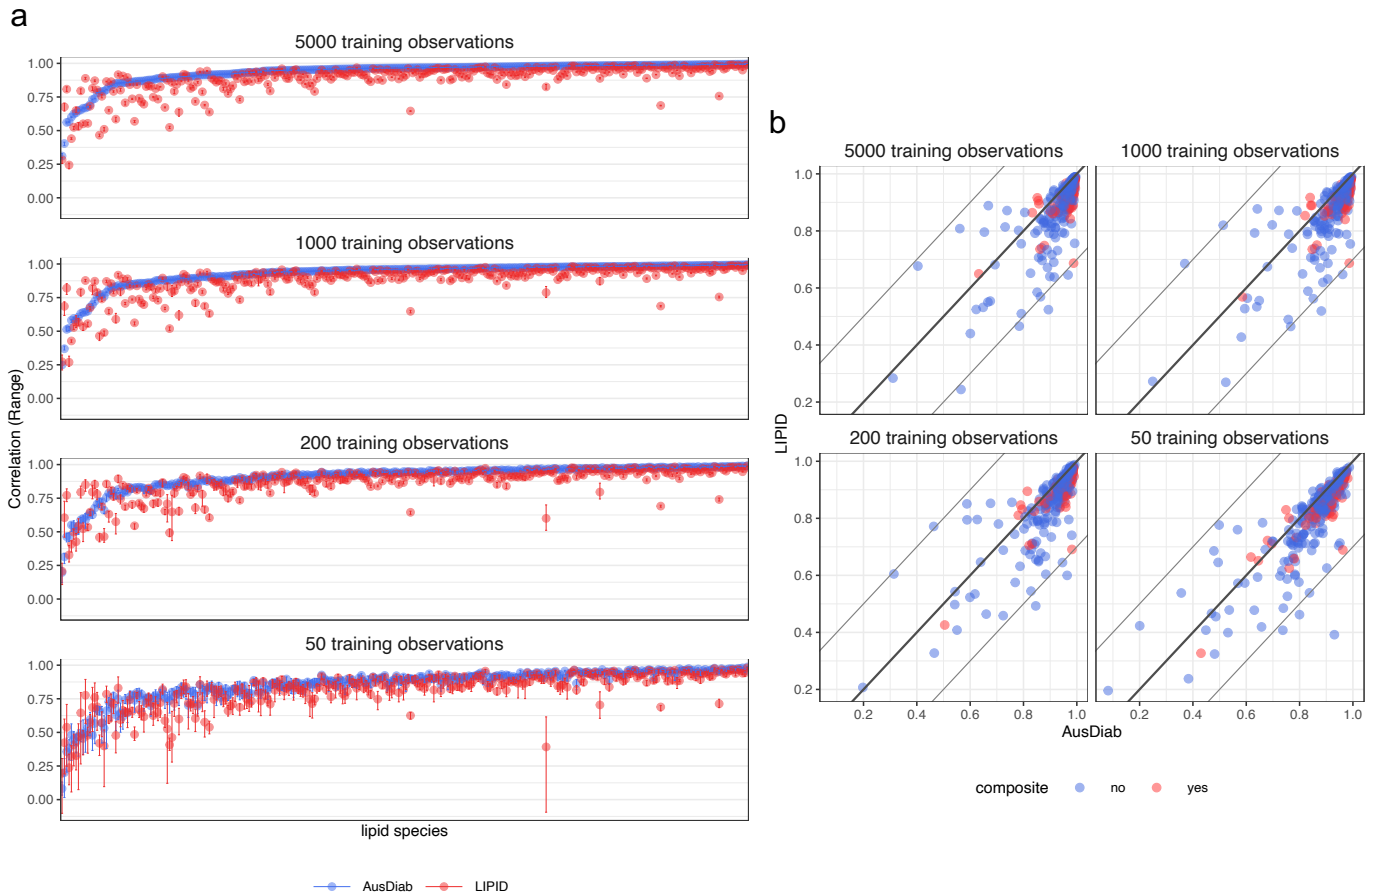 a
5000 training observations
1.00
0.75
0.50
0.25
0.00
1000 training observations
1.00
0.75
0.50
0.25
0.00
200 training observations
1.00
0.75
0.50
0.25
0.00
50 training observations
1.00
0.75
0.50
0.25
0.00
Correlation (Range)
lipid species
AusDiab LIPID
b
5000 training observations 1000 training observations
1.0
0.8
0.6
0.4
0.2
200 training observations 50 training observations
1.0
0.8
0.6
0.4
0.2
LIPID
0.2 0.4 0.6 0.8 1.0 0.2 0.4 0.6 0.8 1.0
AusDiab
composite no yes